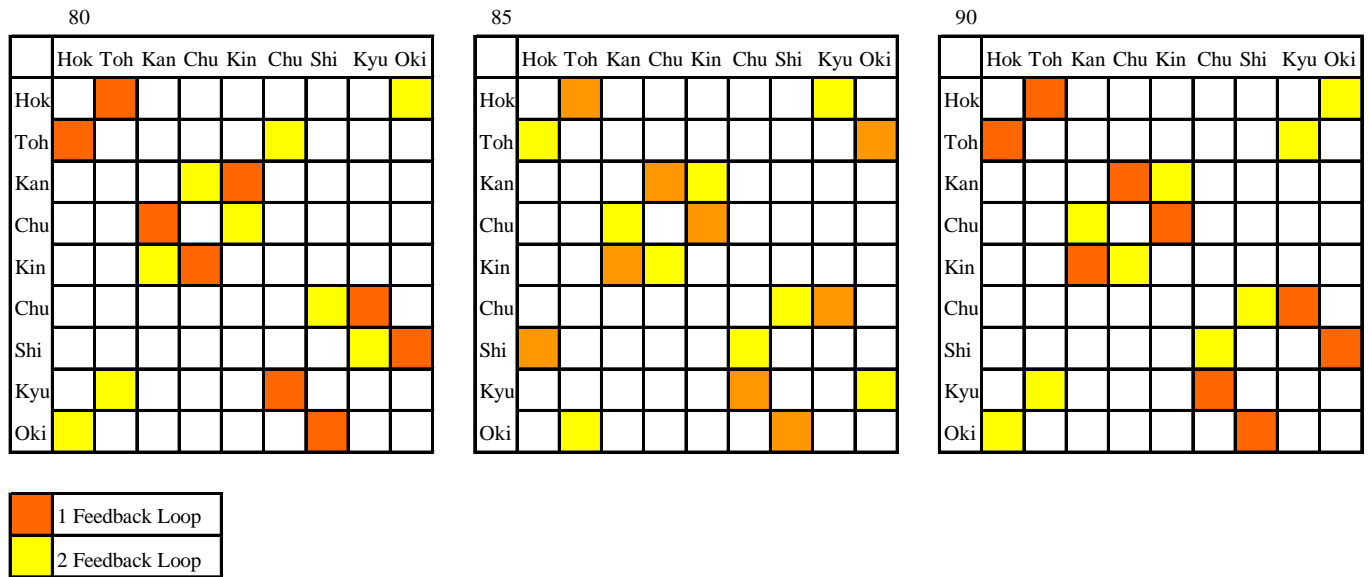 80 85 90
Hok Toh Kan Chu Kin Chu Shi Kyu Oki Hok Toh Kan Chu Kin Chu Shi Kyu Oki Hok Toh Kan Chu Kin Chu Shi Kyu Oki
Hok Hok Hok
Toh Toh Toh
Kan Kan Kan
Chu Chu Chu
Kin Kin Kin
Chu Chu Chu
Shi Shi Shi
Kyu Kyu Kyu
Oki Oki Oki
1 Feedback Loop
2 Feedback Loop